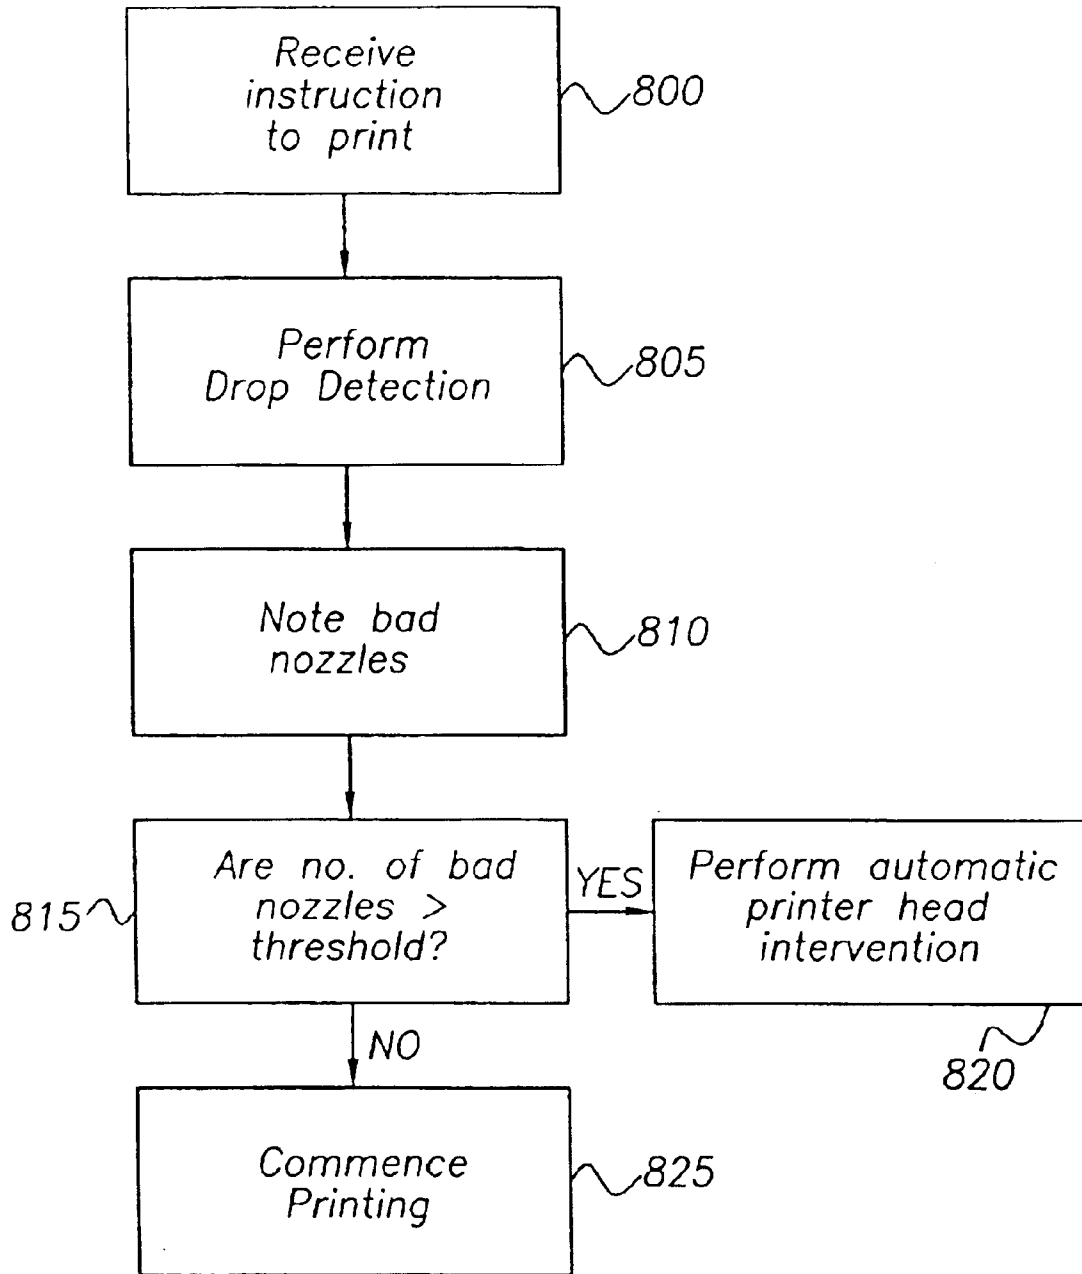 Receive
instruction
to print
800
Perform
Drop Detection
805
Note bad
nozzles
810
Are no. of bad
nozzles >
threshold?
815
YES
Perform automatic
printer head
intervention
820
NO
Commence
Printing
825